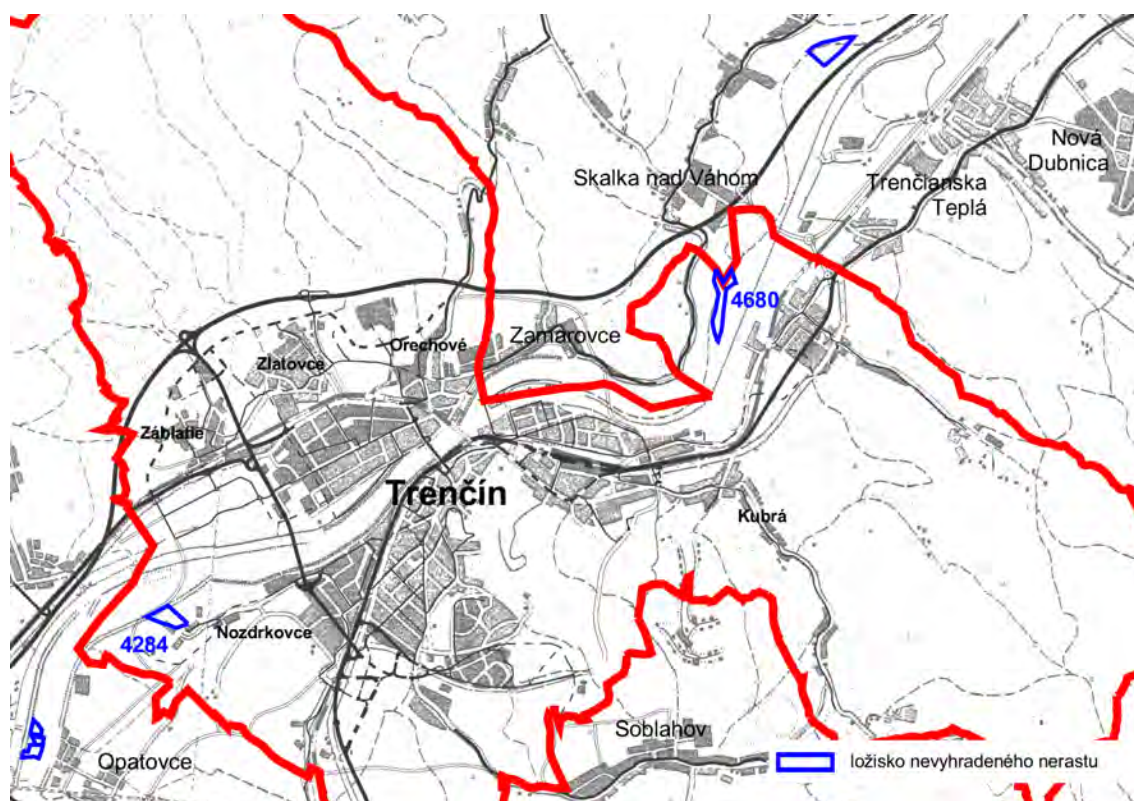 Nová
Dubnica
Skalka nad Váhom
Trenčianska
Teplá
4680
Zamarovce
Orechové
Zlatovce
Záblatie
Trenčín
Kubrá
Nozdrkovce
4284
Soblahov
Opatovce
ložisko nevyhradeného nerastu